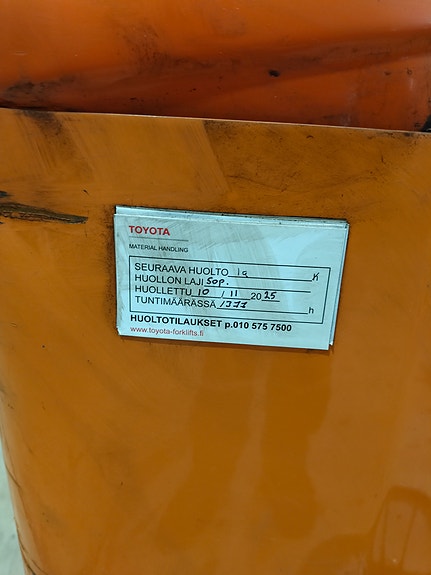 TOYOTA
MATERIAL HANDLING
SEURAAVA HUOLTO 1a K
HUOLLON LAJI SOP.
HUOLLETTU 10 / 11 2025
TUNTIMÄÄRÄSSÄ 1377 h
HUOLTOTILAUKSET p.010 575 7500
www.toyota-forklifts.fi